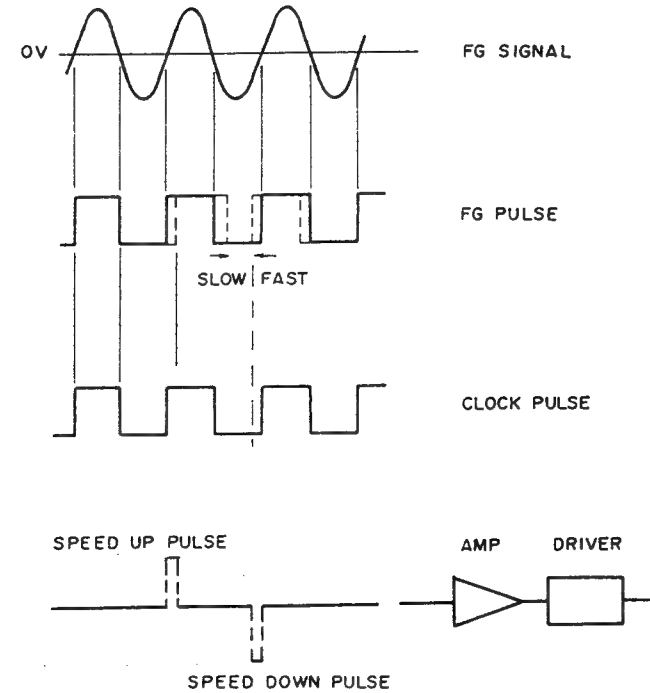 0V
FG SIGNAL
FG PULSE
SLOW FAST
CLOCK PULSE
SPEED UP PULSE
AMP DRIVER
SPEED DOWN PULSE